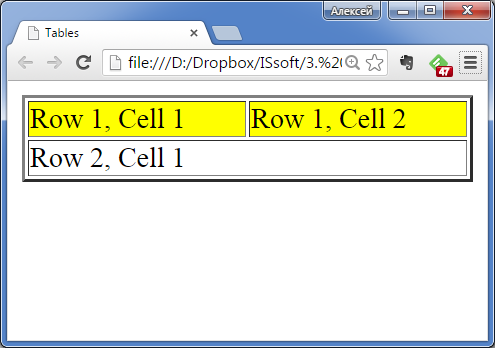 Алексей
Tables
file:///D:/Dropbox/ISsoft/3.%20
47
Row 1, Cell 1 Row 1, Cell 2
Row 2, Cell 1